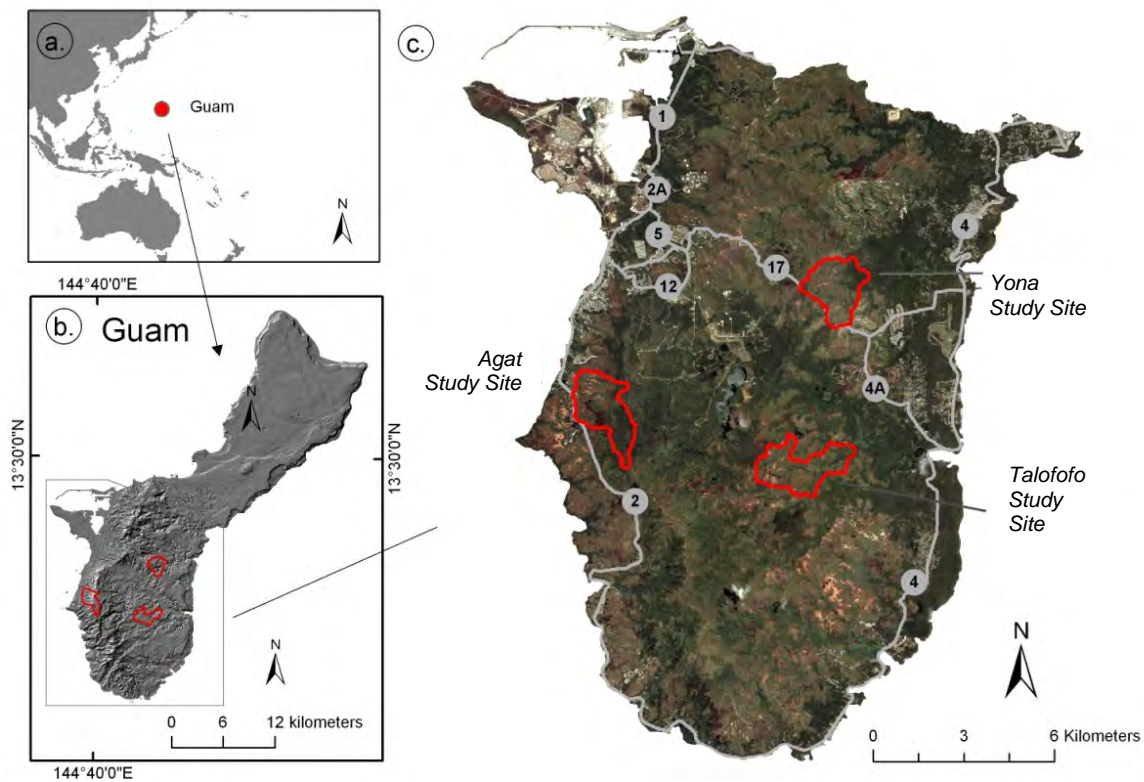 a.
Guam
N
144°40'0"E
b.
Guam
N
13°30'0"N
13°30'0"N
N
0 6 12 kilometers
144°40'0"E
c.
1
2A
5
4
17
12
Yona
Study Site
Agat
Study Site
4A
Talofofo
Study
Site
2
4
N
0 3 6 Kilometers